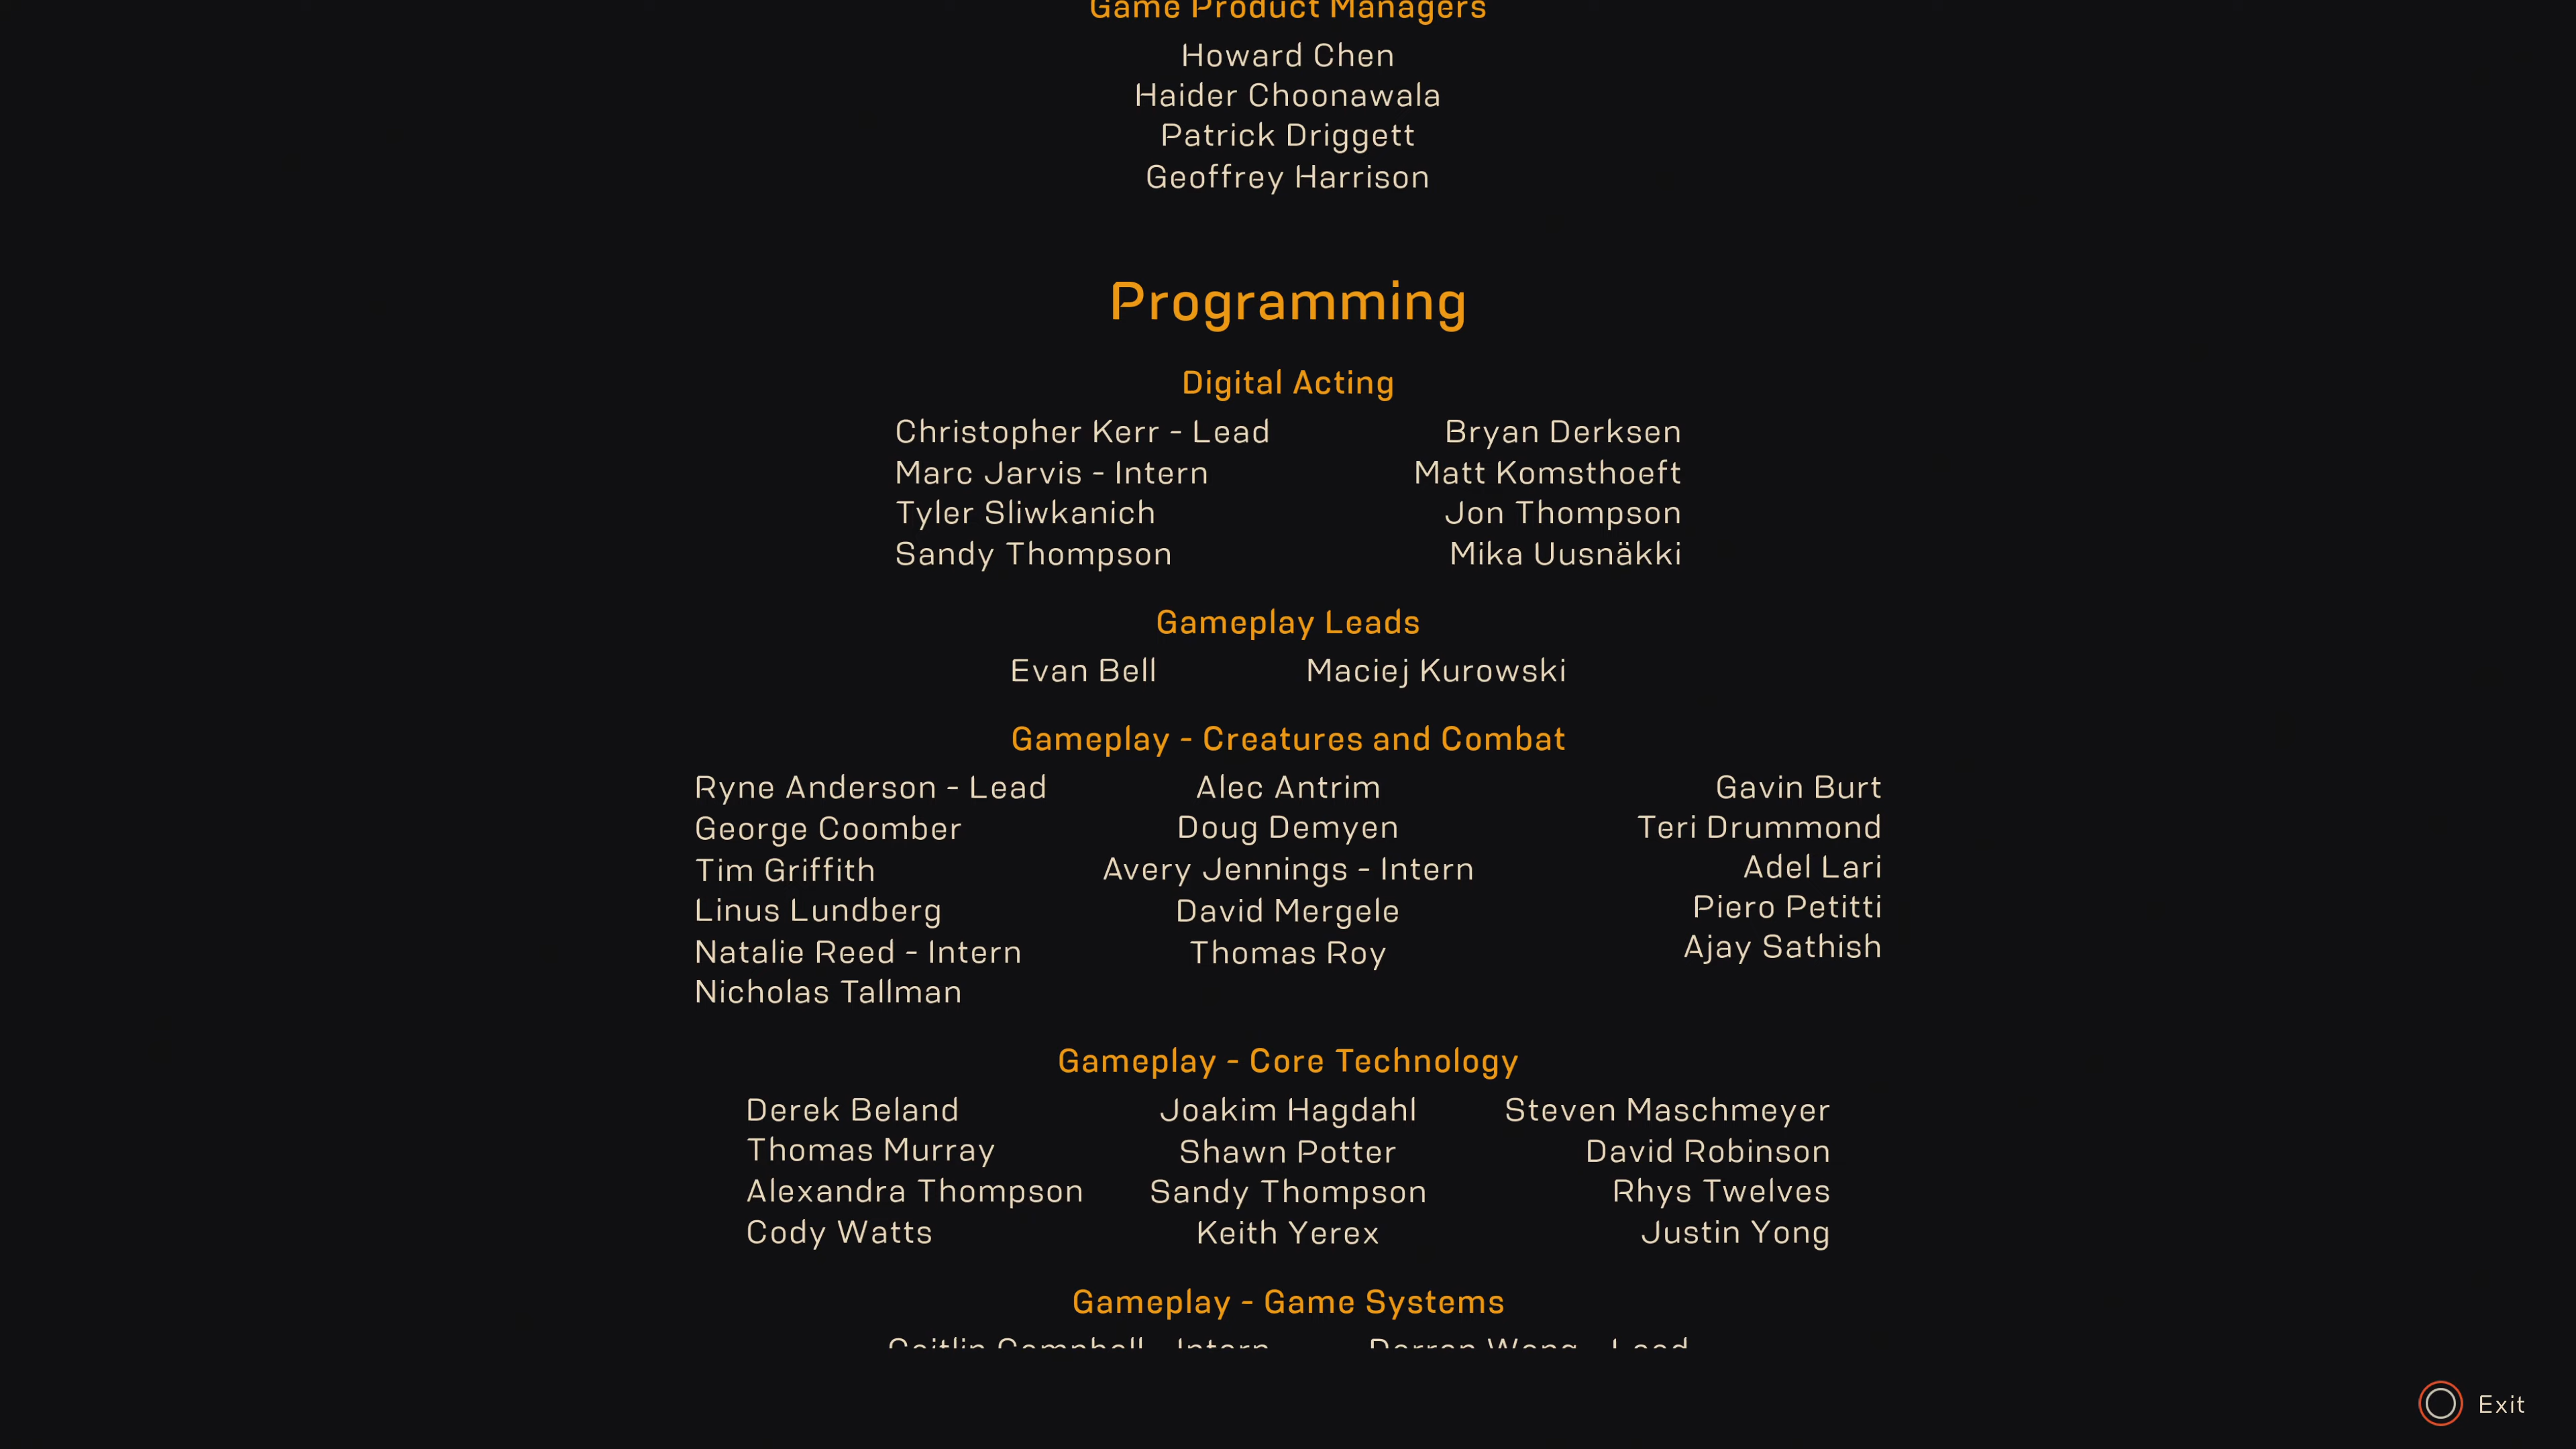 Game Product Managers
Howard Chen
Haider Choonawala
Patrick Driggett
Geoffrey Harrison
Programming
Digital Acting
Christopher Kerr - Lead Bryan Derksen
Marc Jarvis - Intern Matt Komsthoeft
Tyler Sliwkanich Jon Thompson
Sandy Thompson Mika Uusnäkki
Gameplay Leads
Evan Bell Maciej Kurowski
Gameplay - Creatures and Combat
Ryne Anderson - Lead Alec Antrim Gavin Burt
George Coomber Doug Demyen Teri Drummond
Tim Griffith Avery Jennings - Intern Adel Lari
Linus Lundberg David Mergele Piero Petitti
Natalie Reed - Intern Thomas Roy Ajay Sathish
Nicholas Tallman
Gameplay - Core Technology
Derek Beland Joakim Hagdahl Steven Maschmeyer
Thomas Murray Shawn Potter David Robinson
Alexandra Thompson Sandy Thompson Rhys Twelves
Cody Watts Keith Yerex Justin Yong
Gameplay - Game Systems
Caitlin Campbell - Intern - Lead
Exit